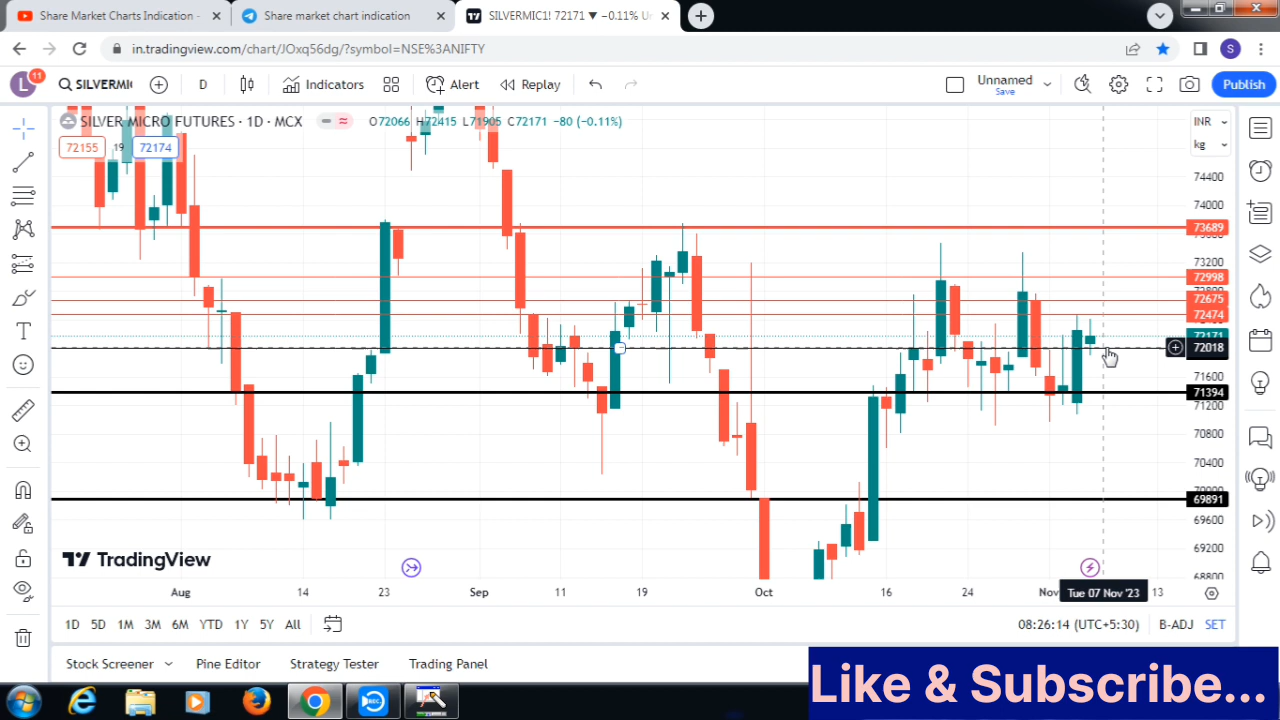 Share Market Charts Indication -
Share market chart indication
SILVERMIC1! 72171 ▼ −0.11% Un
in.tradingview.com/chart/JOxq56dg/?symbol=NSE%3ANIFTY
S
L
11
SILVERMI
D
Indicators
Alert
Replay
Unnamed
Save
Publish
SILVER MICRO FUTURES · 1D · MCX
O72066 H72415 L71905 C72171 −80 (−0.11%)
72155
19
72174
INR
kg
74400
74000
73689
73200
72998
72675
72474
72171
72018
71600
71394
71200
70800
70400
70000
69891
69600
69200
68800
TradingView
Aug
14
23
Sep
11
19
Oct
16
24
Nov
Tue 07 Nov '23
13
1D
5D
1M
3M
6M
YTD
1Y
5Y
All
08:26:14 (UTC+5:30)
B-ADJ
SET
Stock Screener
Pine Editor
Strategy Tester
Trading Panel
REC
Like & Subscribe...